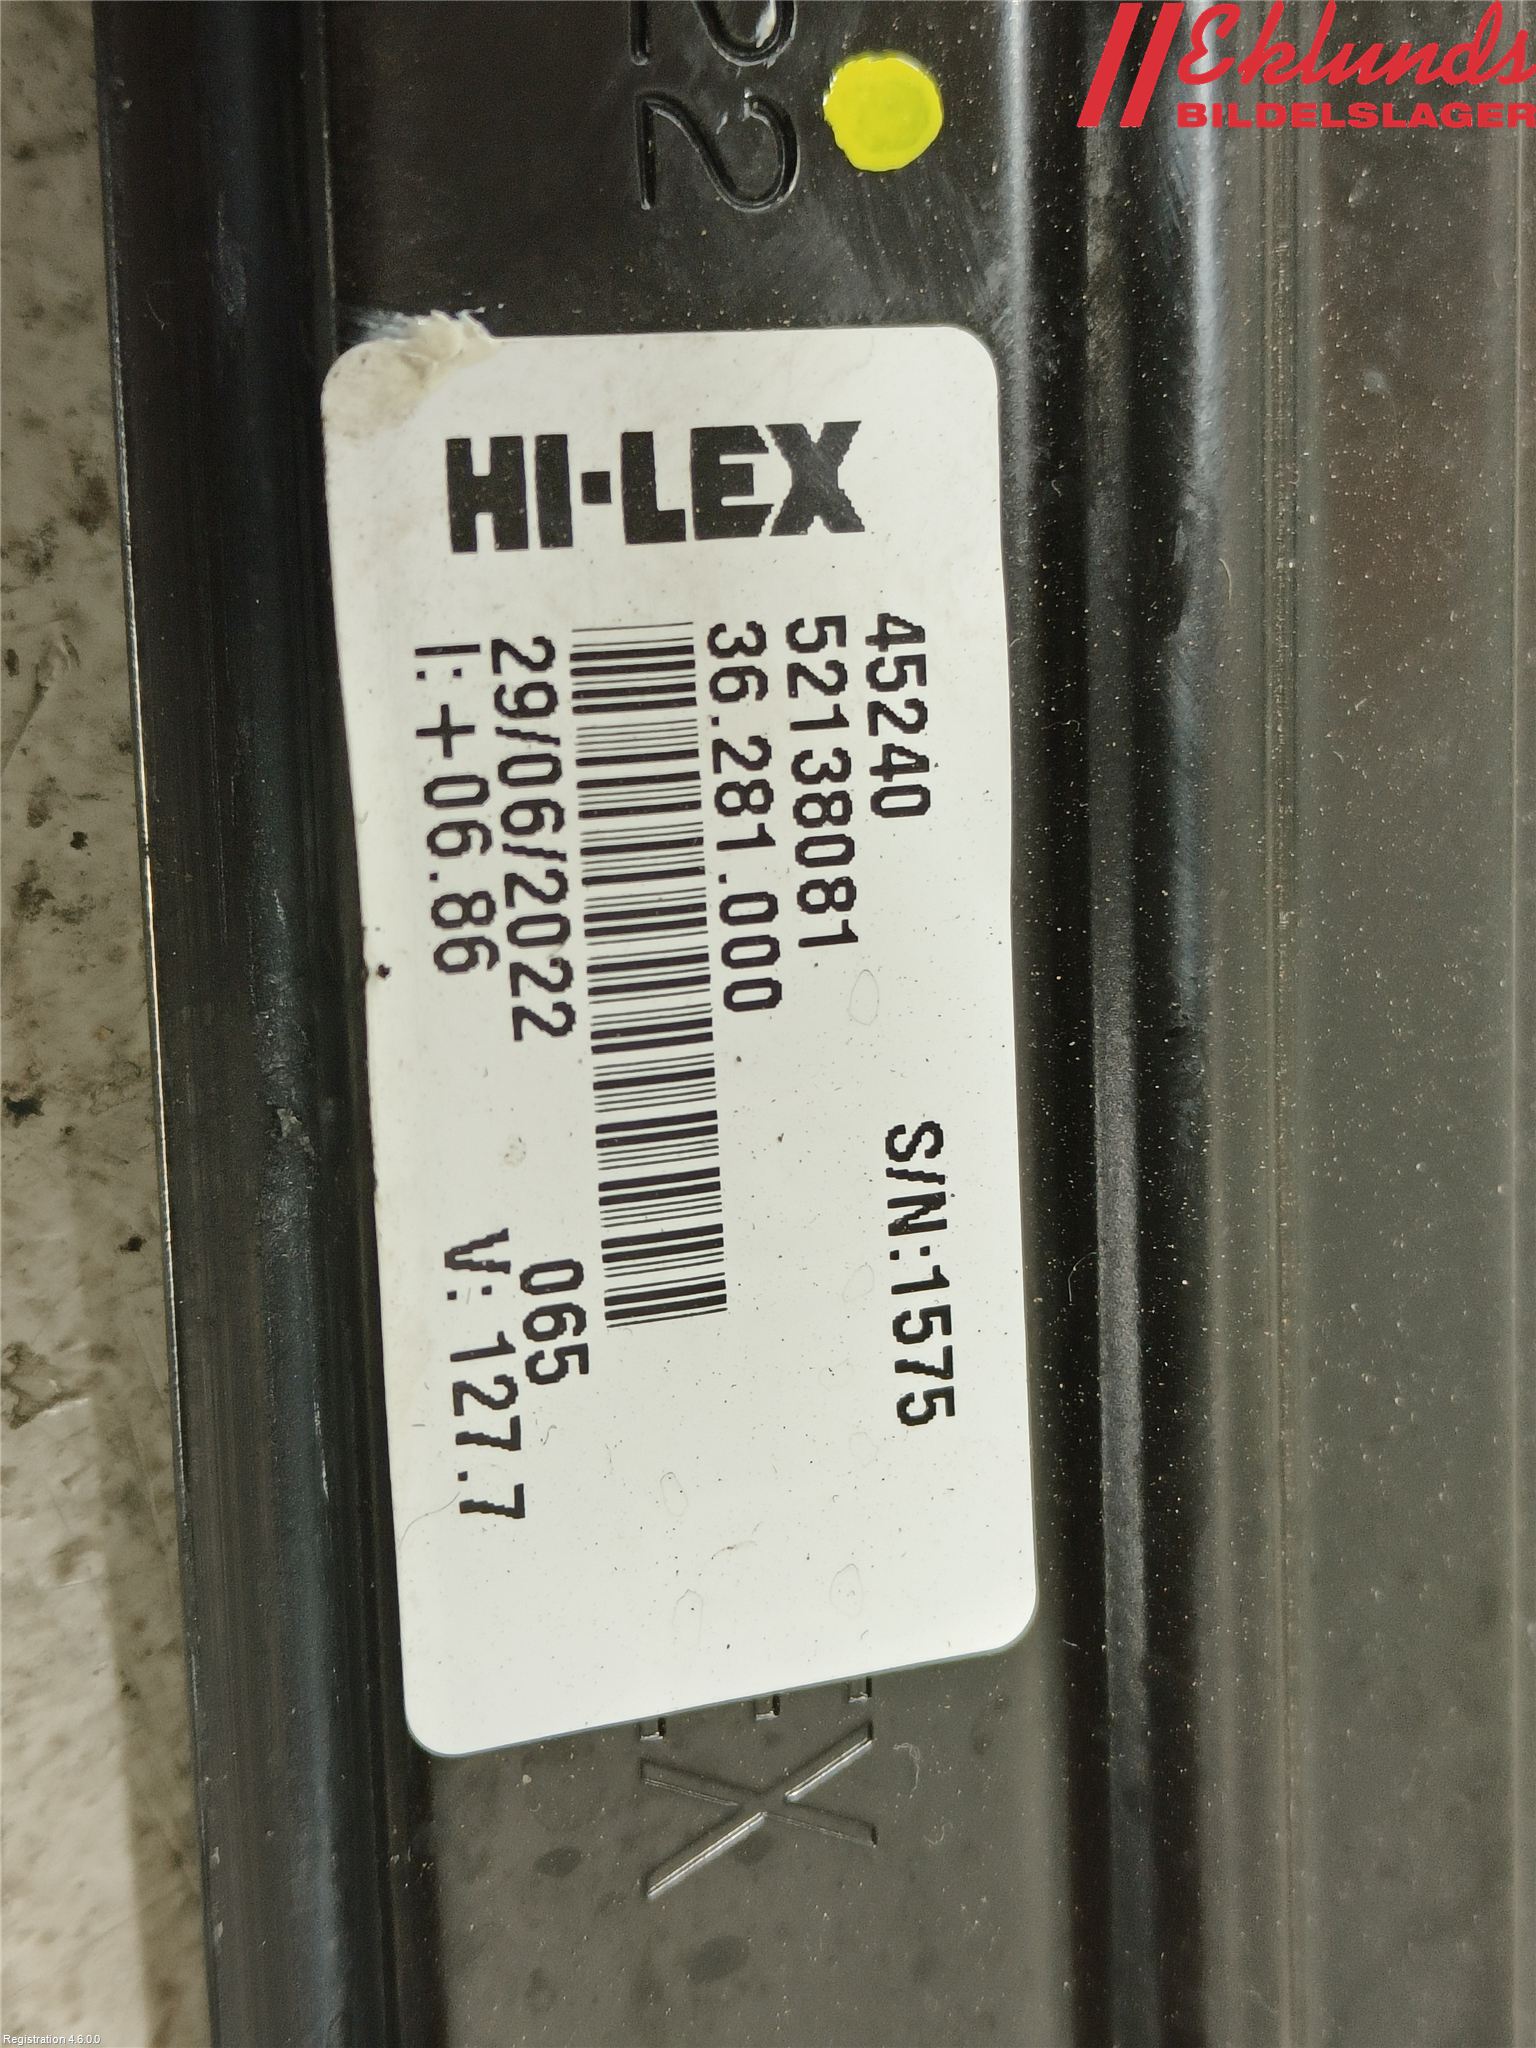 Eklunds
BILDELSLAGER
22
HI-LEX
45240 S/N:1575
52138081
36.281.000
29/06/2022 065
I:+06.86 V:127.7
X
Registration 4.6.0.0